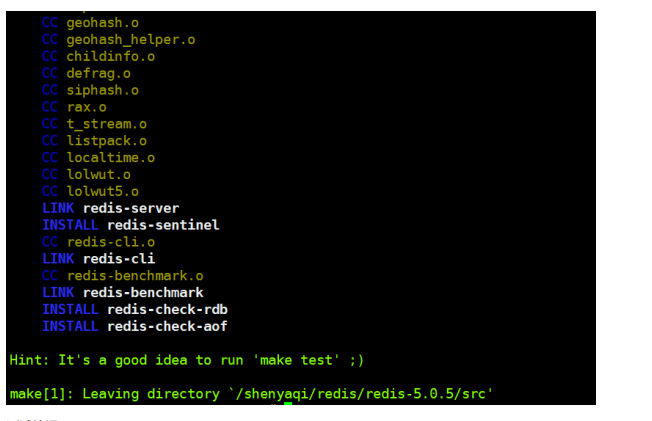 CC geohash.o
CC geohash_helper.o
CC childinfo.o
CC defrag.o
CC siphash.o
CC rax.o
CC t_stream.o
CC listpack.o
CC localtime.o
CC lolwut.o
CC lolwut5.o
LINK redis-server
INSTALL redis-sentinel
CC redis-cli.o
LINK redis-cli
CC redis-benchmark.o
LINK redis-benchmark
INSTALL redis-check-rdb
INSTALL redis-check-aof
Hint: It's a good idea to run 'make test' ;)
make[1]: Leaving directory `/shenyaqi/redis/redis-5.0.5/src'